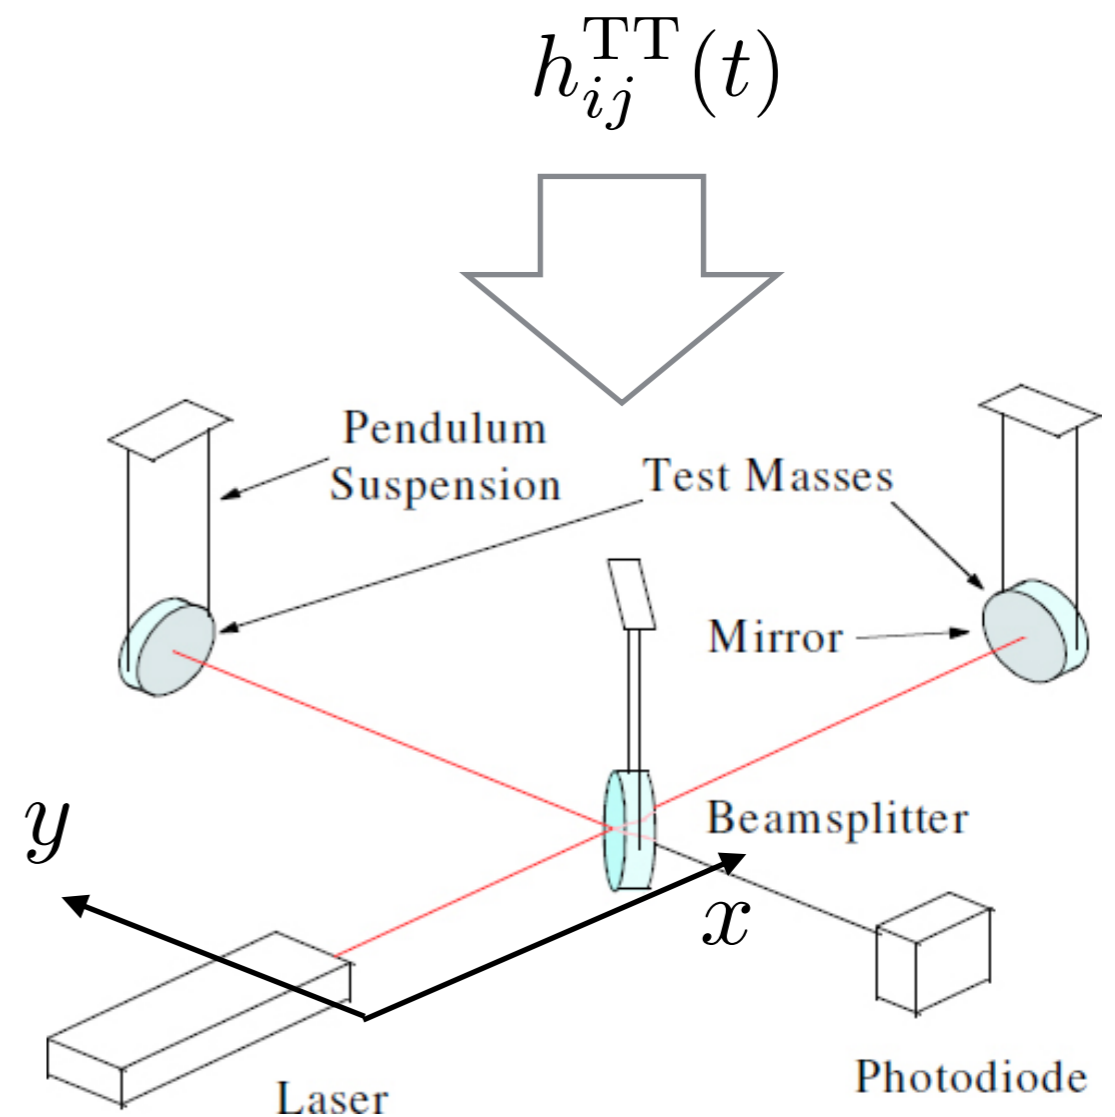 h_{ij}^{TT}(t)
Pendulum
Suspension
Test Masses
Mirror
y
Beamsplitter
x
Photodiode
Laser